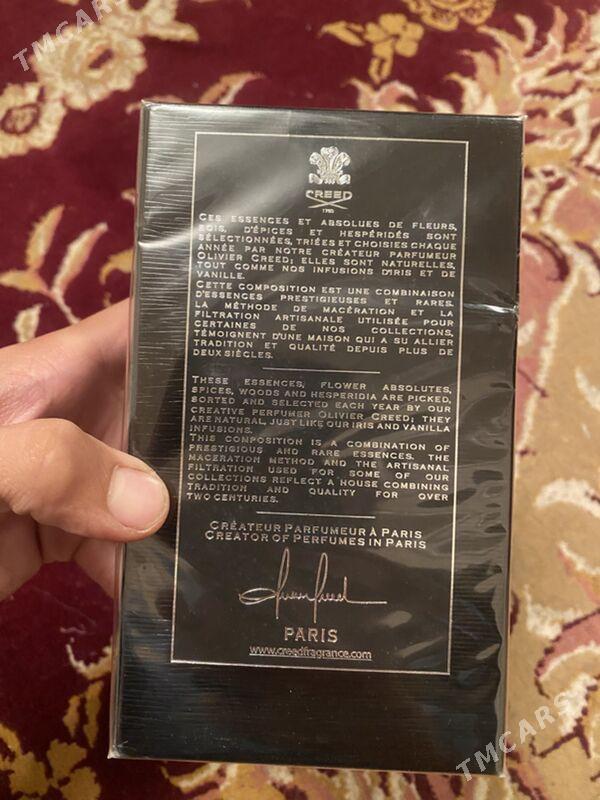 TMCARS
CREED
1760
CES ESSENCES ET ABSOLUES DE FLEURS,
BOIS, D'ÉPICES ET HESPÉRIDÉS SONT
SÉLECTIONNÉES, TRIÉES ET CHOISIES CHAQUE
ANNÉE PAR NOTRE CRÉATEUR PARFUMEUR
OLIVIER CREED; ELLES SONT NATURELLES,
TOUT COMME NOS INFUSIONS D'IRIS ET DE
VANILLE.
CETTE COMPOSITION EST UNE COMBINAISON
D'ESSENCES PRESTIGIEUSES ET RARES.
LA MÉTHODE DE MACÉRATION ET LA
FILTRATION ARTISANALE UTILISÉE POUR
CERTAINES DE NOS COLLECTIONS,
TÉMOIGNENT D'UNE MAISON QUI A SU ALLIER
TRADITION ET QUALITÉ DEPUIS PLUS DE
DEUX SIÈCLES.
THESE ESSENCES, FLOWER ABSOLUTES,
SPICES, WOODS AND HESPERIDIA ARE PICKED,
SORTED AND SELECTED EACH YEAR BY OUR
CREATIVE PERFUMER OLIVIER CREED; THEY
ARE NATURAL, JUST LIKE OUR IRIS AND VANILLA
INFUSIONS.
THIS COMPOSITION IS A COMBINATION OF
PRESTIGIOUS AND RARE ESSENCES. THE
MACERATION METHOD AND THE ARTISANAL
FILTRATION USED FOR SOME OF OUR
COLLECTIONS REFLECT A HOUSE COMBINING
TRADITION AND QUALITY FOR OVER
TWO CENTURIES.
CRÉATEUR PARFUMEUR À PARIS
CREATOR OF PERFUMES IN PARIS
PARIS
www.creedfragrance.com
TMCARS